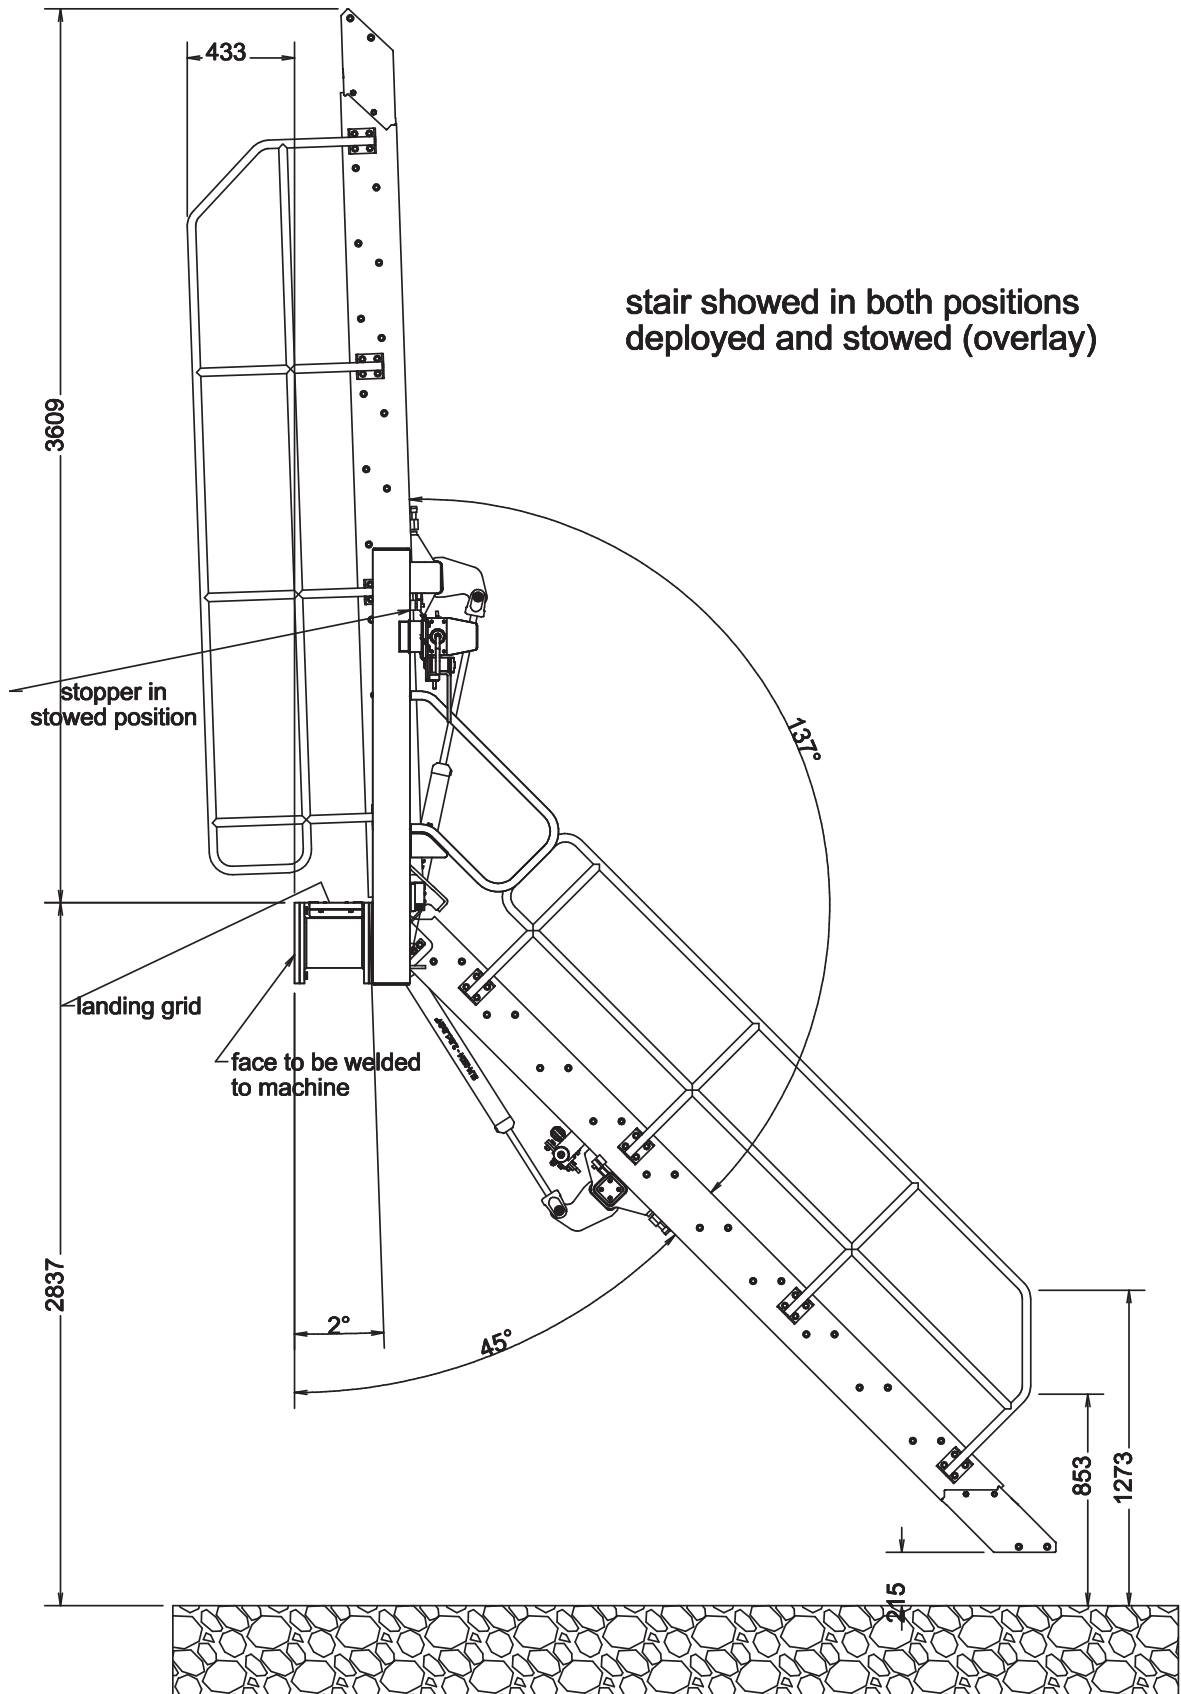 433
stair showed in both positions
deployed and stowed (overlay)
3609
stopper in
stowed position
137°
landing grid
face to be welded
to machine
2837
2°
45°
853
1273
215